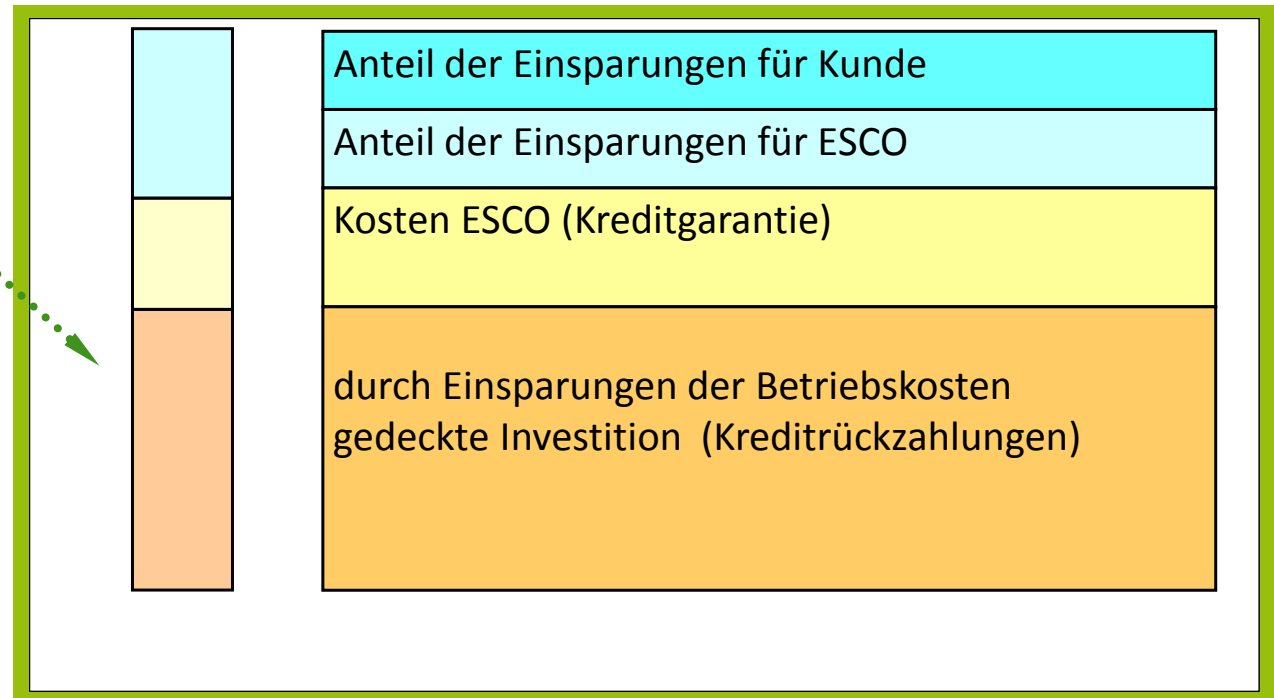 Anteil der Einsparungen für Kunde
Anteil der Einsparungen für ESCO
Kosten ESCO (Kreditgarantie)
durch Einsparungen der Betriebskosten
gedeckte Investition  (Kreditrückzahlungen)